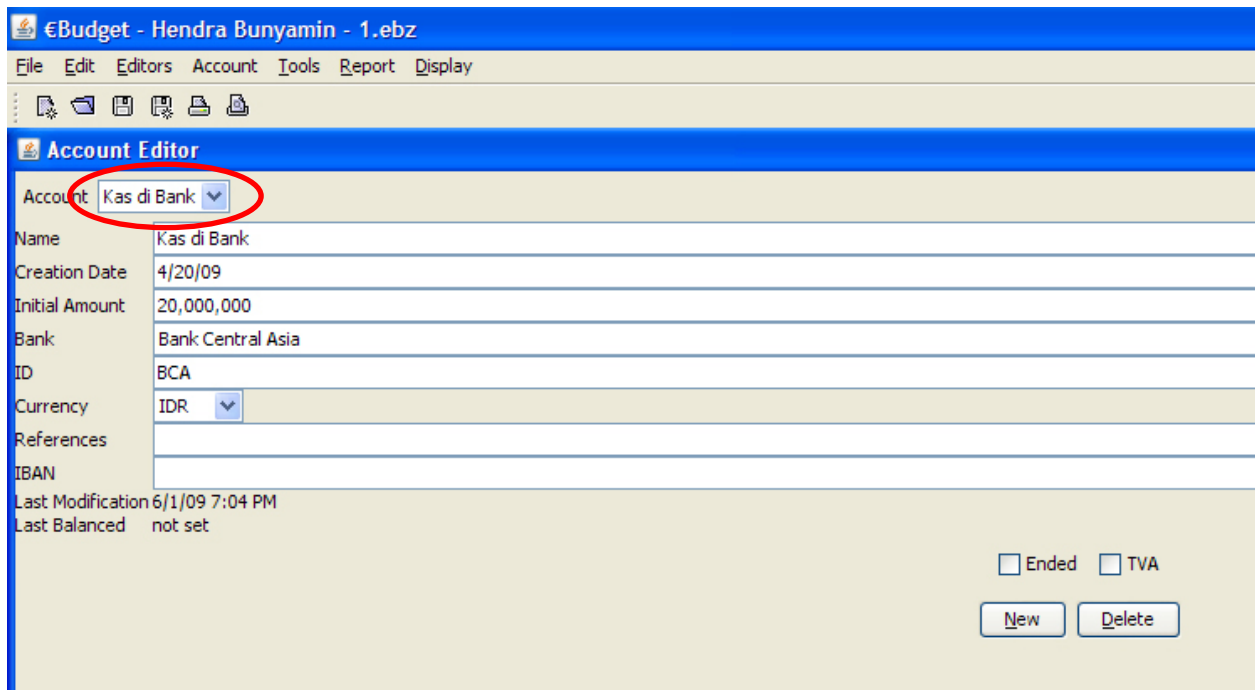 €Budget - Hendra Bunyamin - 1.ebz
File Edit Editors Account Tools Report Display
Account Editor
Account Kas di Bank
Name Kas di Bank
Creation Date 4/20/09
Initial Amount 20,000,000
Bank Bank Central Asia
ID BCA
Currency IDR
References
IBAN
Last Modification 6/1/09 7:04 PM
Last Balanced not set
Ended TVA
New Delete